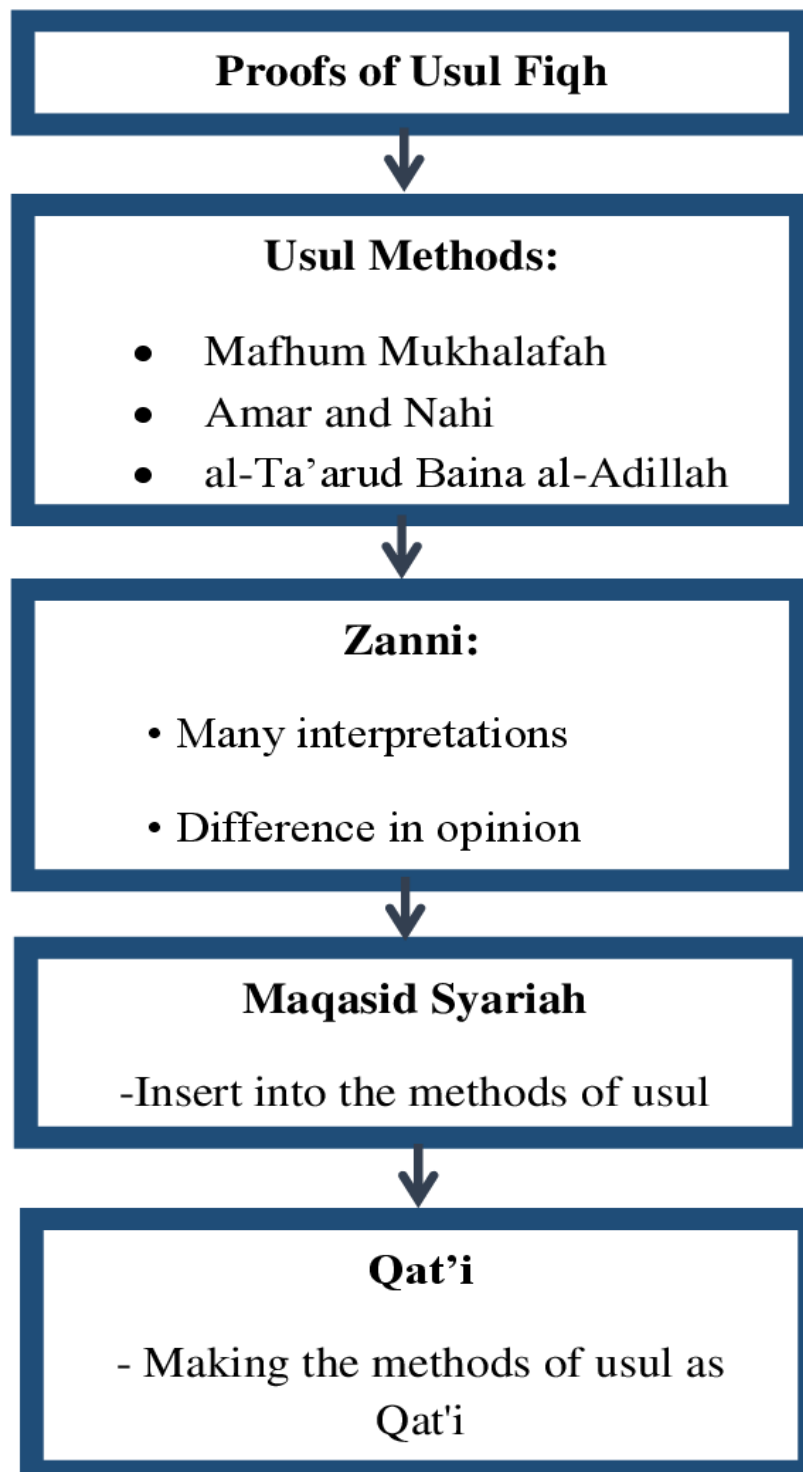 Proofs of Usul Fiqh
Usul Methods:
● Mafhum Mukhalafah
● Amar and Nahi
● al-Ta’arud Baina al-Adillah
Zanni:
• Many interpretations
• Difference in opinion
Maqasid Syariah
-Insert into the methods of usul
Qat’i
- Making the methods of usul as
Qat'i